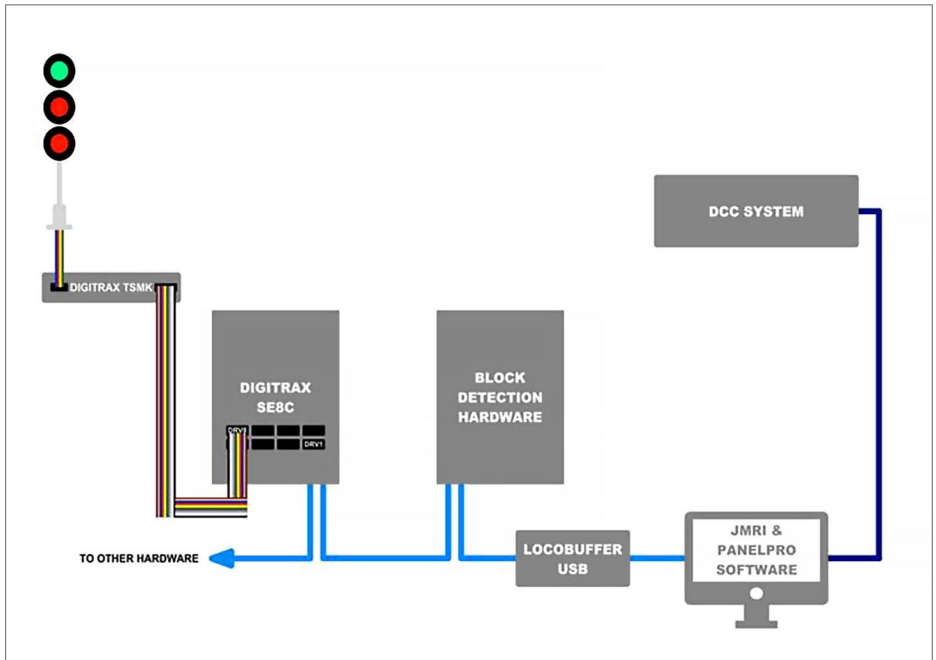 DCC SYSTEM
DIGITRAX TSMK
DIGITRAX
SE8C
BLOCK
DETECTION
HARDWARE
DRV1
TO OTHER HARDWARE
LOCOBUFFER
USB
JMRI &
PANELPRO
SOFTWARE